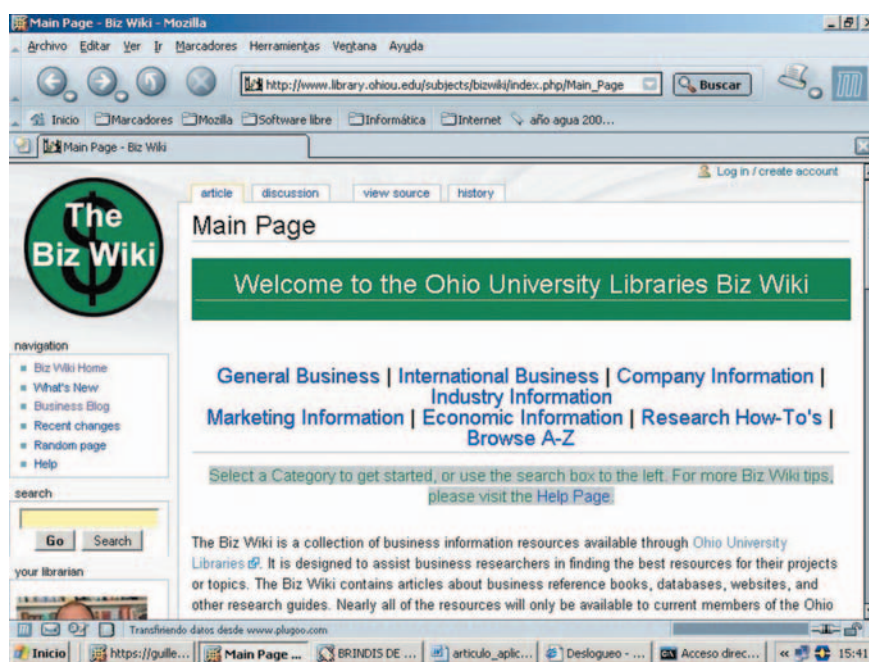 Main Page - Biz Wiki - Mozilla
Archivo Editar Ver Ir Marcadores Herramientas Ventana Ayuda
http://www.library.ohiou.edu/subjects/bizwiki/index.php/Main_Page Buscar
Inicio Marcadores Mozilla Software libre Informática Internet año agua 200...
Main Page - Biz Wiki
Log in / create account
article discussion view source history
The
Biz Wiki
Main Page
Welcome to the Ohio University Libraries Biz Wiki
navigation
Biz Wiki Home
What's New
Business Blog
Recent changes
Random page
Help
search
Go Search
your librarian
General Business | International Business | Company Information |
Industry Information
Marketing Information | Economic Information | Research How-To's |
Browse A-Z
Select a Category to get started, or use the search box to the left. For more Biz Wiki tips,
please visit the Help Page.
The Biz Wiki is a collection of business information resources available through Ohio University
Libraries. It is designed to assist business researchers in finding the best resources for their projects
or topics. The Biz Wiki contains articles about business reference books, databases, websites, and
other research guides. Nearly all of the resources will only be available to current members of the Ohio
Transfiriendo datos desde www.plugoo.com
Inicio https://guille... Main Page ... BRINDIS DE ... articulo_aplic... Deslogueo - ... Acceso direc... « 15:41